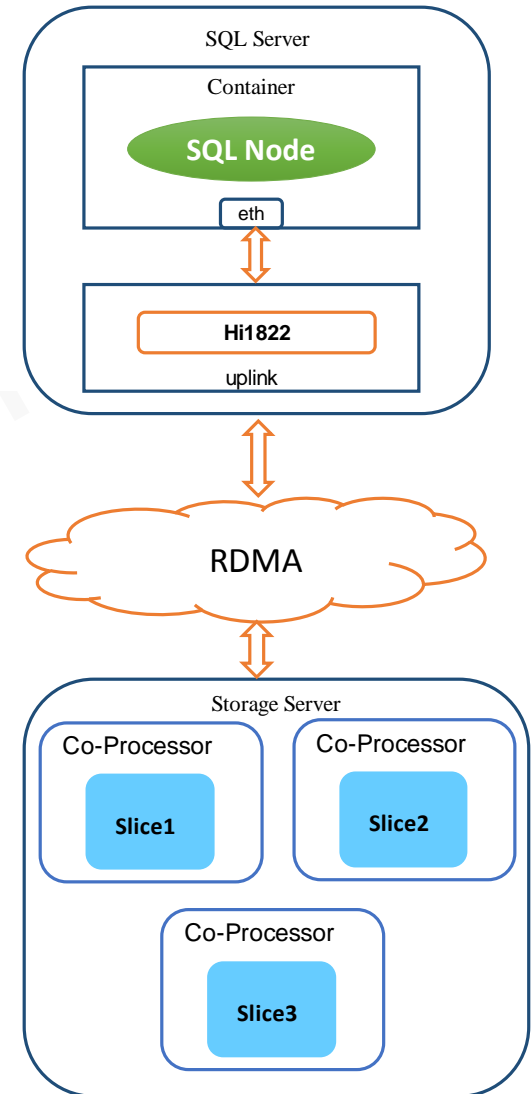 SQL Server
Container
SQL Node
eth
Hi1822
uplink
RDMA
Storage Server
Co-Processor
Slice1
Co-Processor
Slice2
Co-Processor
Slice3